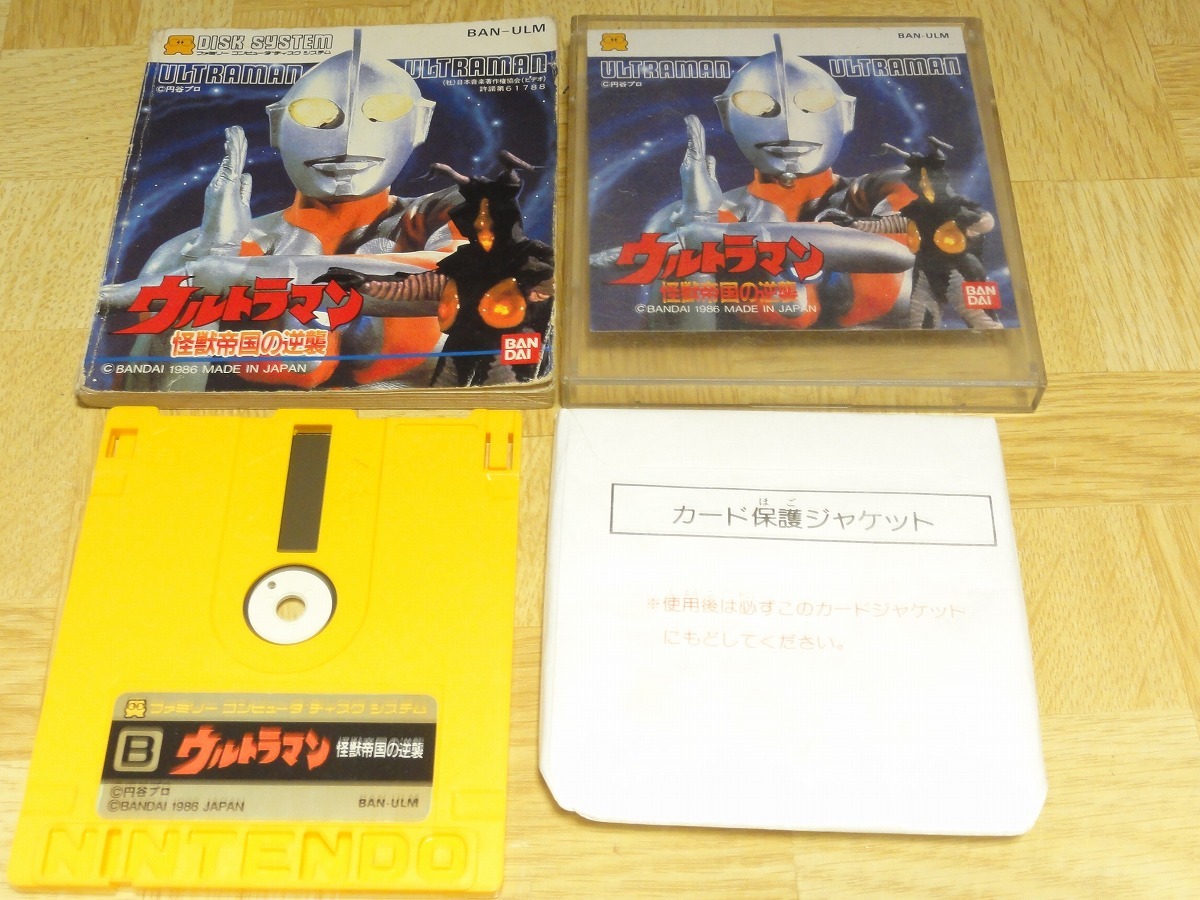 DISK SYSTEM
ファミリー コンピュータ ディスク システム
BAN-ULM
ULTRAMAN ULTRAMAN
©円谷プロ
(社)日本音楽著作権協会(ビデオ)
許諾第61788
ウルトラマン
怪獣帝国の逆襲
BAN
DAI
©BANDAI 1986 MADE IN JAPAN
BAN-ULM
ULTRAMAN ULTRAMAN
©円谷プロ
ウルトラマン
怪獣帝国の逆襲
©BANDAI 1986 MADE IN JAPAN
BAN
DAI
ファミリー コンピュータ ディスク システム
B ウルトラマン 怪獣帝国の逆襲
©円谷プロ
©BANDAI 1986 JAPAN BAN-ULM
NINTENDO
ほご
カード保護ジャケット
※使用後は必ずこのカードジャケット
にもどしてください。